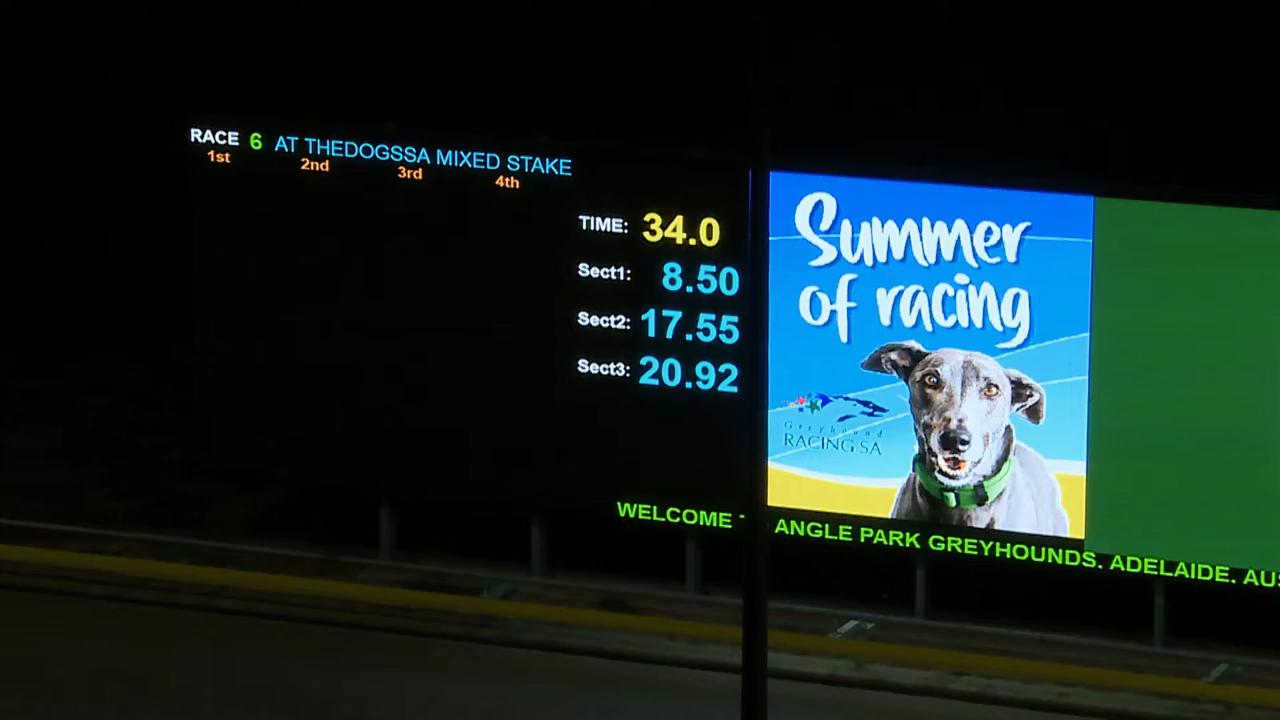 RACE 6 AT THEDOGSSA MIXED STAKE
1st 2nd 3rd 4th
TIME: 34.0
Sect1: 8.50
Sect2: 17.55
Sect3: 20.92
Summer
of racing
Greyhound
RACING SA
WELCOME ANGLE PARK GREYHOUNDS. ADELAIDE.